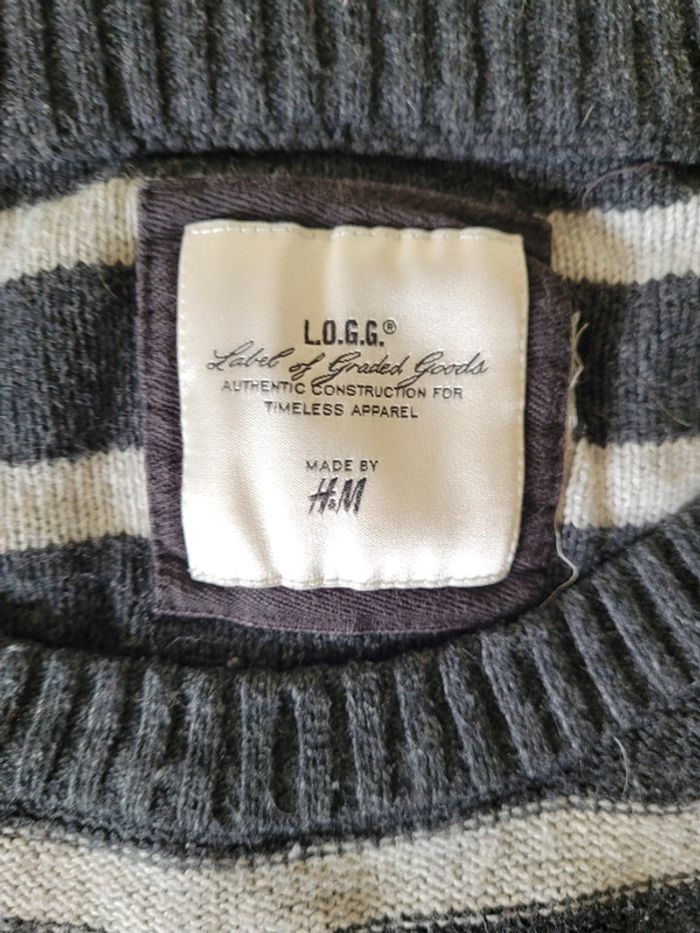 L.O.G.G.®
Label of Graded Goods
AUTHENTIC CONSTRUCTION FOR
TIMELESS APPAREL
MADE BY
H&M